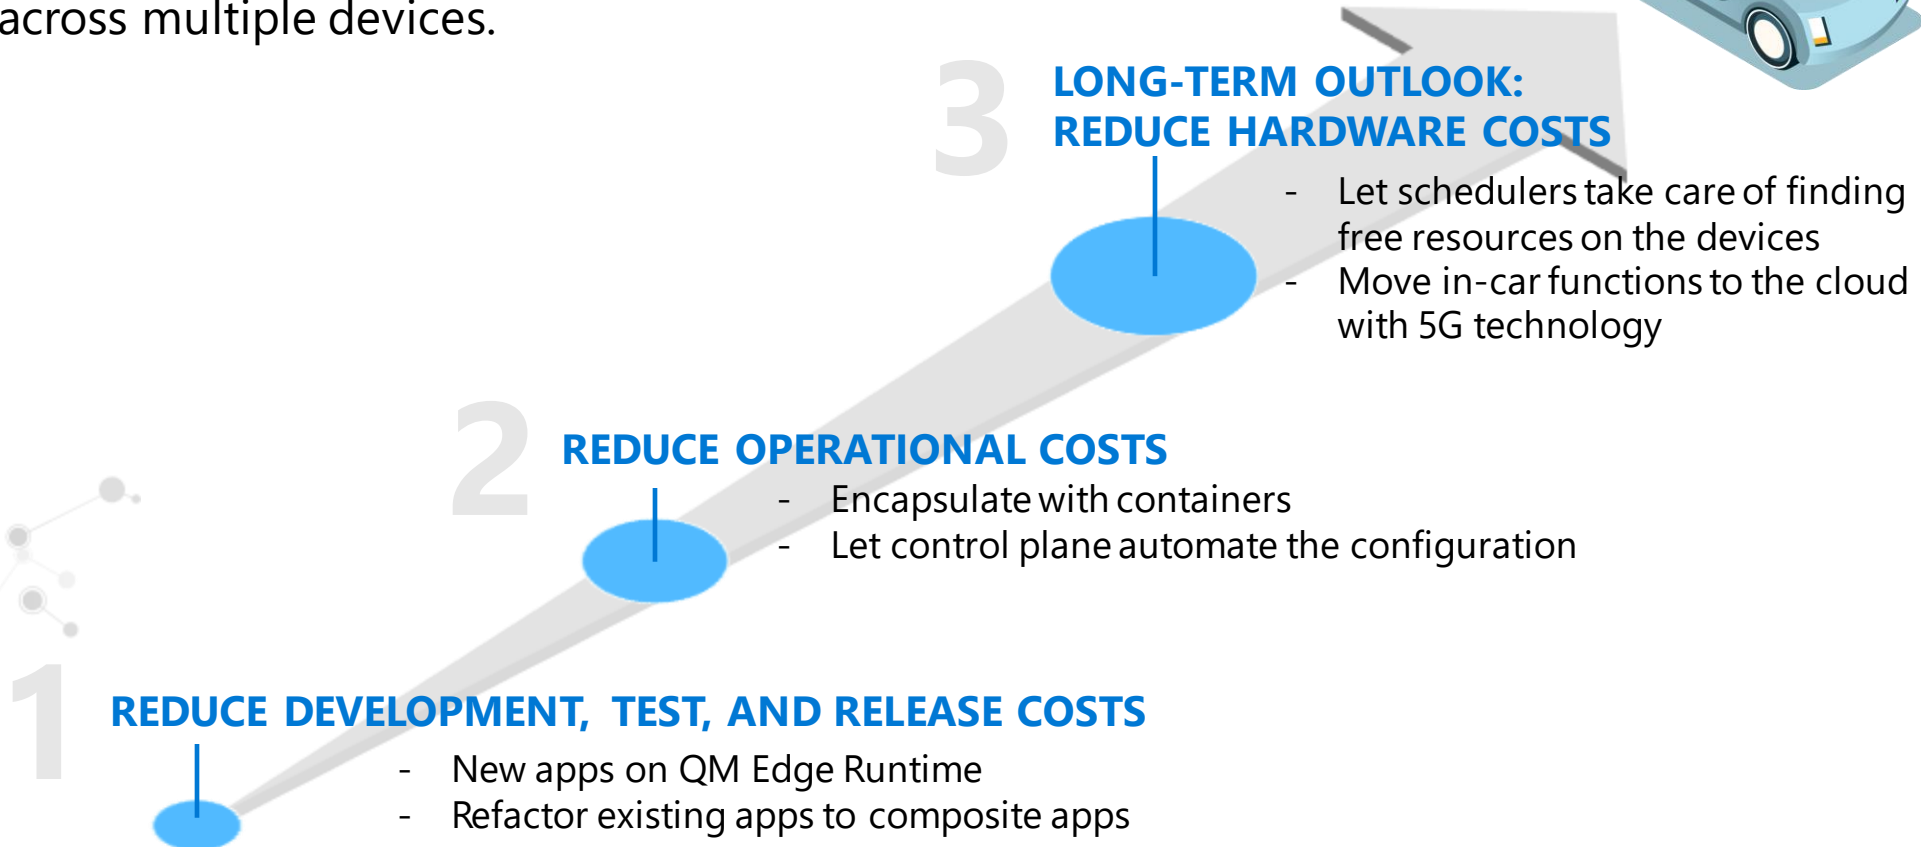 across multiple devices.
3
LONG-TERM OUTLOOK:
REDUCE HARDWARE COSTS
- Let schedulers take care of finding
free resources on the devices
- Move in-car functions to the cloud
with 5G technology
2
REDUCE OPERATIONAL COSTS
- Encapsulate with containers
- Let control plane automate the configuration
1
REDUCE DEVELOPMENT, TEST, AND RELEASE COSTS
- New apps on QM Edge Runtime
- Refactor existing apps to composite apps